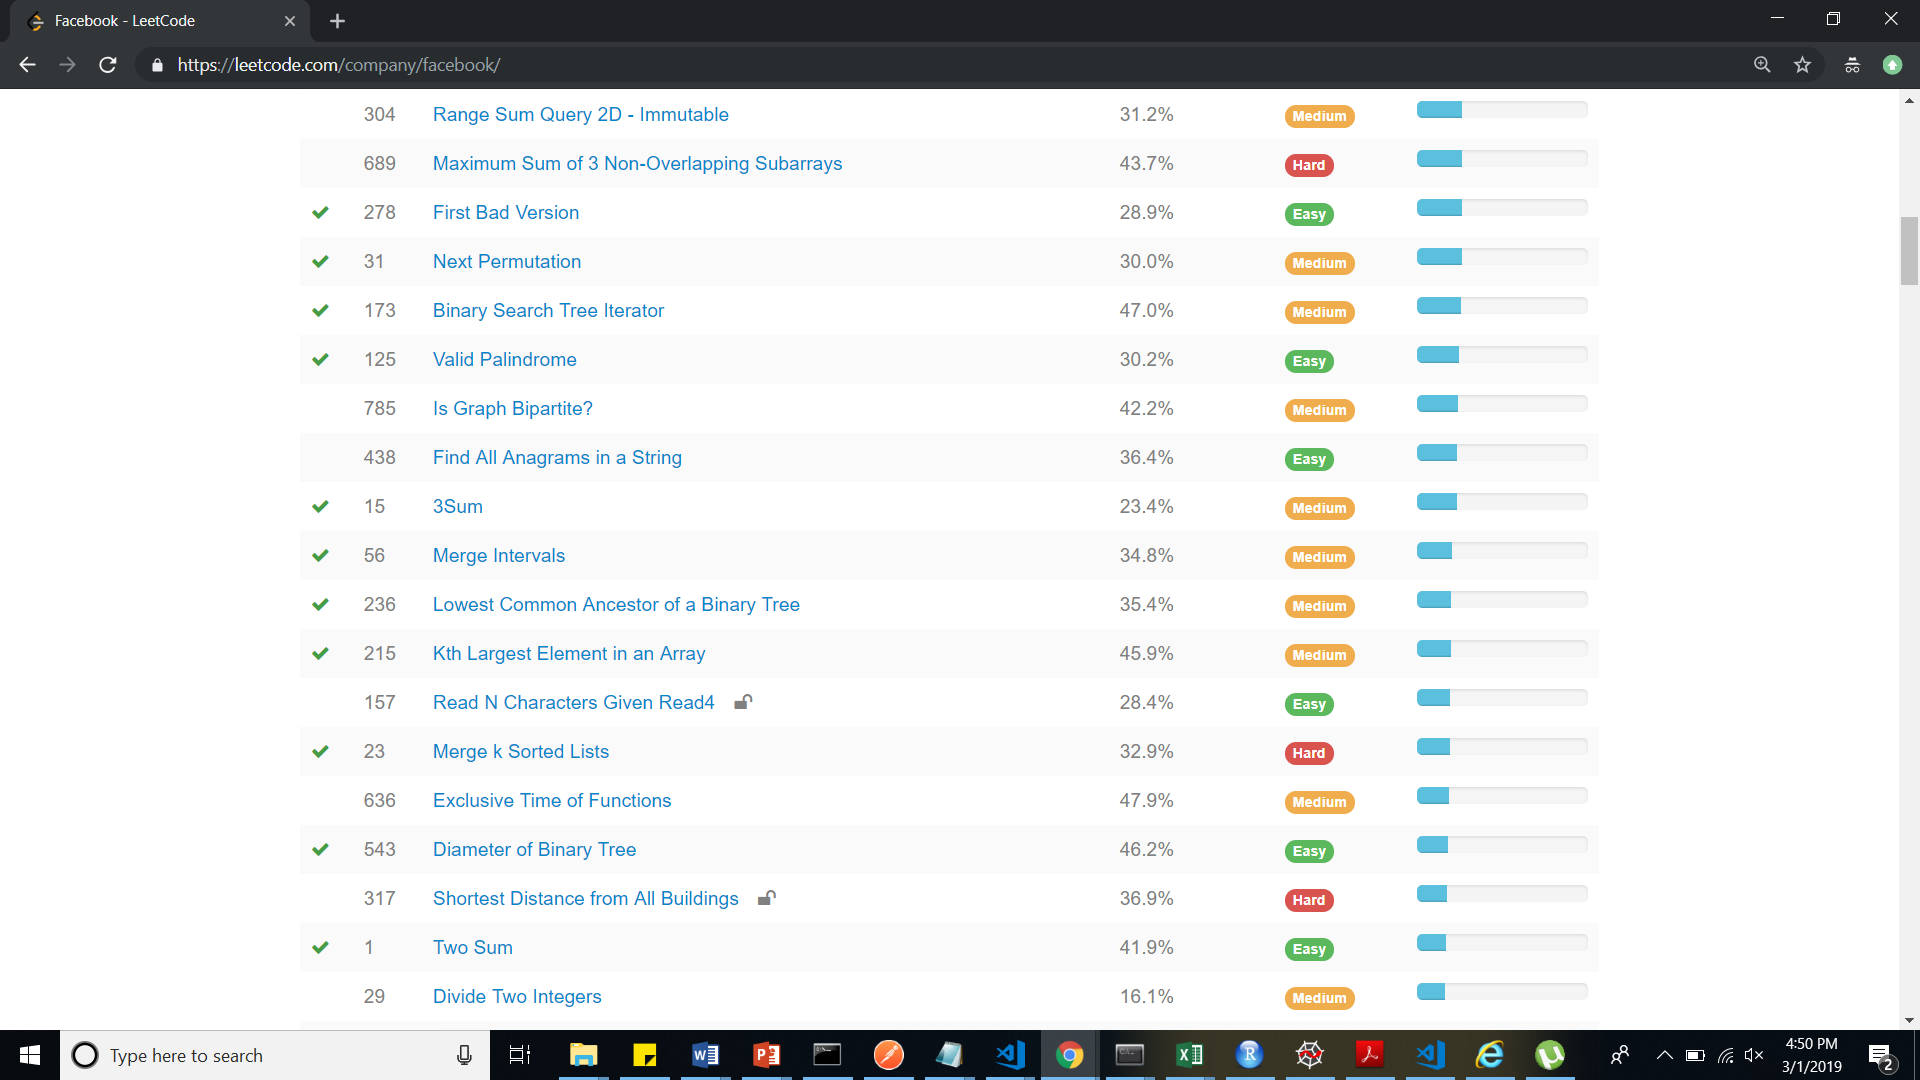 Facebook - LeetCode
https://leetcode.com/company/facebook/
304 Range Sum Query 2D - Immutable 31.2% Medium
689 Maximum Sum of 3 Non-Overlapping Subarrays 43.7% Hard
278 First Bad Version 28.9% Easy
31 Next Permutation 30.0% Medium
173 Binary Search Tree Iterator 47.0% Medium
125 Valid Palindrome 30.2% Easy
785 Is Graph Bipartite? 42.2% Medium
438 Find All Anagrams in a String 36.4% Easy
15 3Sum 23.4% Medium
56 Merge Intervals 34.8% Medium
236 Lowest Common Ancestor of a Binary Tree 35.4% Medium
215 Kth Largest Element in an Array 45.9% Medium
157 Read N Characters Given Read4 28.4% Easy
23 Merge k Sorted Lists 32.9% Hard
636 Exclusive Time of Functions 47.9% Medium
543 Diameter of Binary Tree 46.2% Easy
317 Shortest Distance from All Buildings 36.9% Hard
1 Two Sum 41.9% Easy
29 Divide Two Integers 16.1% Medium
Type here to search
4:50 PM
3/1/2019
2